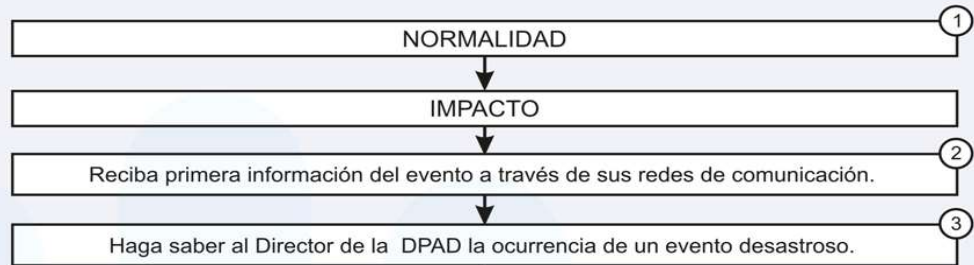 1
NORMALIDAD
IMPACTO
2
Reciba primera información del evento a través de sus redes de comunicación.
3
Haga saber al Director de la DPAD la ocurrencia de un evento desastroso.